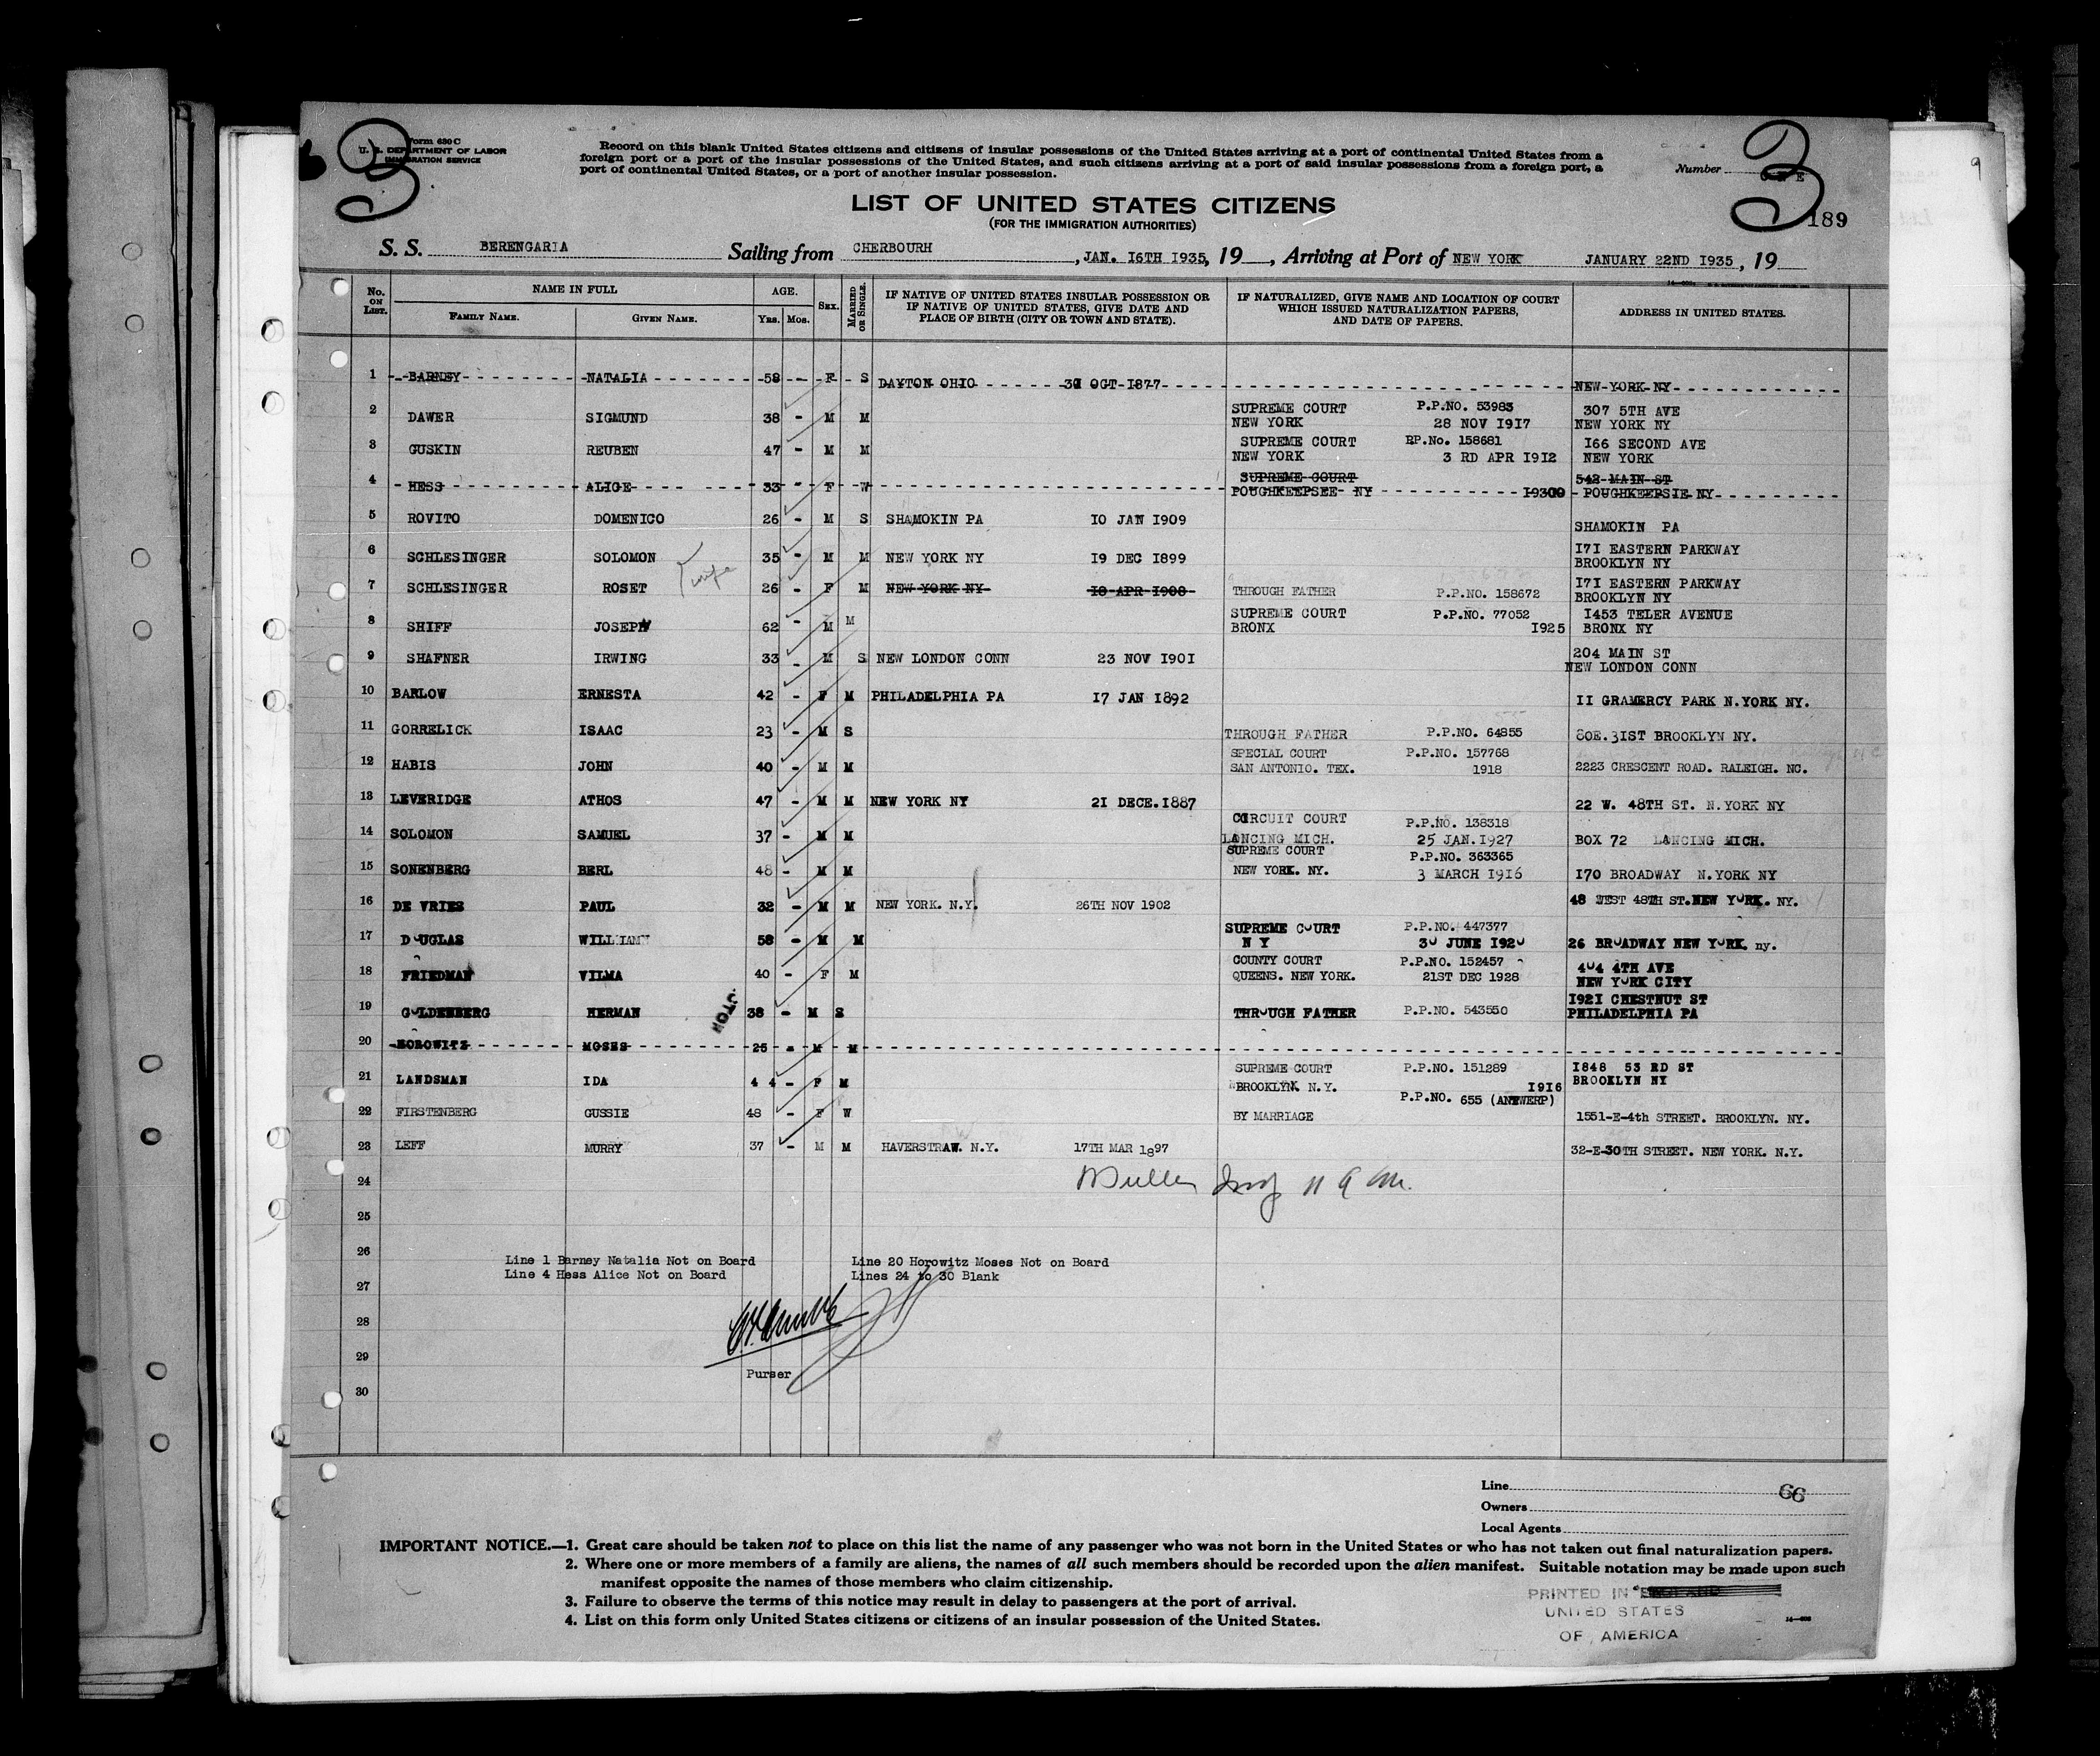 3
Form 630 C
U. S. DEPARTMENT OF LABOR
IMMIGRATION SERVICE
Record on this blank United States citizens and citizens of insular possessions of the United States arriving at a port of continental United States from a
foreign port or a port of the insular possessions of the United States, and such citizens arriving at a port of said insular possessions from a foreign port, a
port of continental United States, or a port of another insular possession.
Number ONE
3
9
LIST OF UNITED STATES CITIZENS
(FOR THE IMMIGRATION AUTHORITIES)
189
S. S. BERENGARIA Sailing from CHERBOURH , JAN. 16TH 1935, 19 , Arriving at Port of NEW YORK JANUARY 22ND 1935 , 19
No. ON LIST. NAME IN FULL FAMILY NAME. GIVEN NAME. AGE. Yrs. Mos. SEX. MARRIED OR SINGLE.
IF NATIVE OF UNITED STATES INSULAR POSSESSION OR
IF NATIVE OF UNITED STATES, GIVE DATE AND
PLACE OF BIRTH (CITY OR TOWN AND STATE).
IF NATURALIZED, GIVE NAME AND LOCATION OF COURT
WHICH ISSUED NATURALIZATION PAPERS,
AND DATE OF PAPERS.
ADDRESS IN UNITED STATES.
1 BARNEY NATALIA 58 - F S DAYTON OHIO OCT 1877 NEW YORK NY
2 DAWER SIGMUND 38 - M M SUPREME COURT P.P.NO. 53983 307 5TH AVE
NEW YORK 28 NOV 1917 NEW YORK NY
3 GUSKIN REUBEN 47 - M M SUPREME COURT PP.No. 158681 166 SECOND AVE
NEW YORK 3 RD APR 1912 NEW YORK
4 HESS ALICE 33 - F W SUPREME COURT 542 MAIN ST
POUGHKEEPSEE NY POUGHKEEPSIE NY
5 ROVITO DOMENICO 26 - M S SHAMOKIN PA 10 JAN 1909 SHAMOKIN PA
6 SCHLESINGER SOLOMON 35 - M M NEW YORK NY 19 DEC 1899 171 EASTERN PARKWAY
BROOKLYN NY
wife
7 SCHLESINGER ROSET 26 - F M NEW YORK NY 18 APR 1908 THROUGH FATHER P.P.NO. 158672 171 EASTERN PARKWAY
BROOKLYN NY
8 SHIFF JOSEPH 62 - M M SUPREME COURT P.P.NO. 77052 1453 TELER AVENUE
BRONX 1925 BRONX NY
9 SHAFNER IRWING 33 - M S NEW LONDON CONN 23 NOV 1901 204 MAIN ST
NEW LONDON CONN
10 BARLOW ERNESTA 42 - F M PHILADELPHIA PA 17 JAN 1892 11 GRAMERCY PARK N.YORK NY.
11 GORRELICK ISAAC 23 - M S THROUGH FATHER P.P.NO. 64855 80E.31ST BROOKLYN NY.
12 HABIS JOHN 40 - M M SPECIAL COURT P.P.NO. 157768
SAN ANTONIO. TEX. 1918 2223 CRESCENT ROAD. RALEIGH. NC.
13 LEVERIDGE ATHOS 47 - M M NEW YORK NY 21 DECE.1887 22 W. 48TH ST. N.YORK NY
14 SOLOMON SAMUEL 37 - M M CIRCUIT COURT P.P.NO. 138318
LANCING MICH. 25 JAN.1927 BOX 72 LANCING MICH.
15 SONENBERG BERL 48 - M M SUPREME COURT P.P.NO. 363365
NEW YORK. NY. 3 MARCH 1916 170 BROADWAY N.YORK NY
16 DE VRIES PAUL 32 - M M NEW YORK. N.Y. 26TH NOV 1902 48 WEST 48TH ST.NEW YORK. NY.
17 DOUGLAS WILLIAM 58 - M M SUPREME COURT P.P.NO. 447377
N Y 30 JUNE 1920 26 BROADWAY NEW YORK. ny.
18 FRIEDMAN VILMA 40 - F M COUNTY COURT P.P.NO. 152457 404 4TH AVE
QUEENS. NEW YORK. 21ST DEC 1928 NEW YORK CITY
19 GOLDENBERG HERMAN 38 - M S THROUGH FATHER P.P.NO. 543550 1921 CHESTNUT ST
PHILADELPHIA PA
20 HOROWITZ MOSES 25 - M M
21 LANDSMAN IDA 4 4 - F M SUPREME COURT P.P.NO. 151289 1848 53 RD ST
BROOKLYN N.Y. 1916 BROOKLYN NY
22 FIRSTENBERG GUSSIE 48 - F W BY MARRIAGE P.P.NO. 655 (ANTWERP) 1551-E-4th STREET. BROOKLYN. NY.
23 LEFF MURRY 37 - M M HAVERSTRAW. N.Y. 17TH MAR 1897 32-E-30TH STREET. NEW YORK. N.Y.
24
25
26
Line 1 Barney Natalia Not on Board Line 20 Horowitz Moses Not on Board
Line 4 Hess Alice Not on Board Lines 24 to 30 Blank
27
28
29
Purser
30
Line 66
Owners
Local Agents
IMPORTANT NOTICE.—1. Great care should be taken not to place on this list the name of any passenger who was not born in the United States or who has not taken out final naturalization papers.
2. Where one or more members of a family are aliens, the names of all such members should be recorded upon the alien manifest. Suitable notation may be made upon such
manifest opposite the names of those members who claim citizenship.
3. Failure to observe the terms of this notice may result in delay to passengers at the port of arrival.
4. List on this form only United States citizens or citizens of an insular possession of the United States.
PRINTED IN
UNITED STATES
OF AMERICA